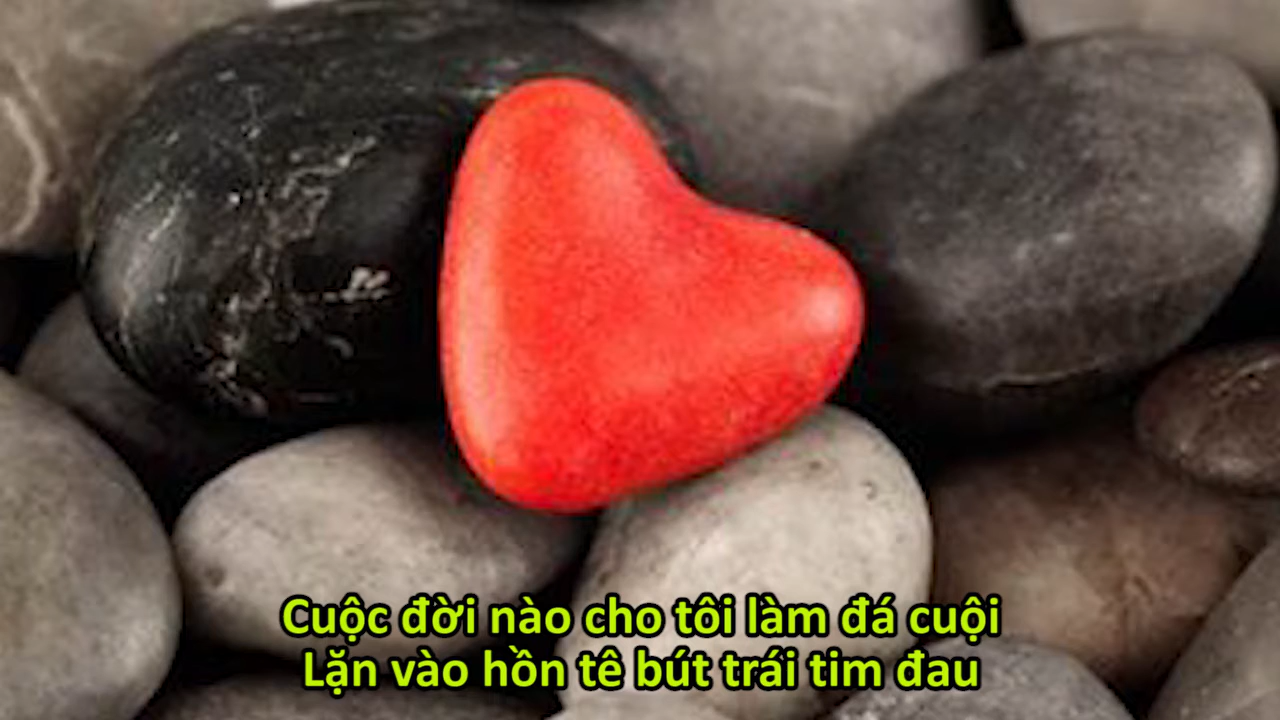 Cuộc đời nào cho tôi làm đá cuội
Lặn vào hồn tê bút trái tim đau